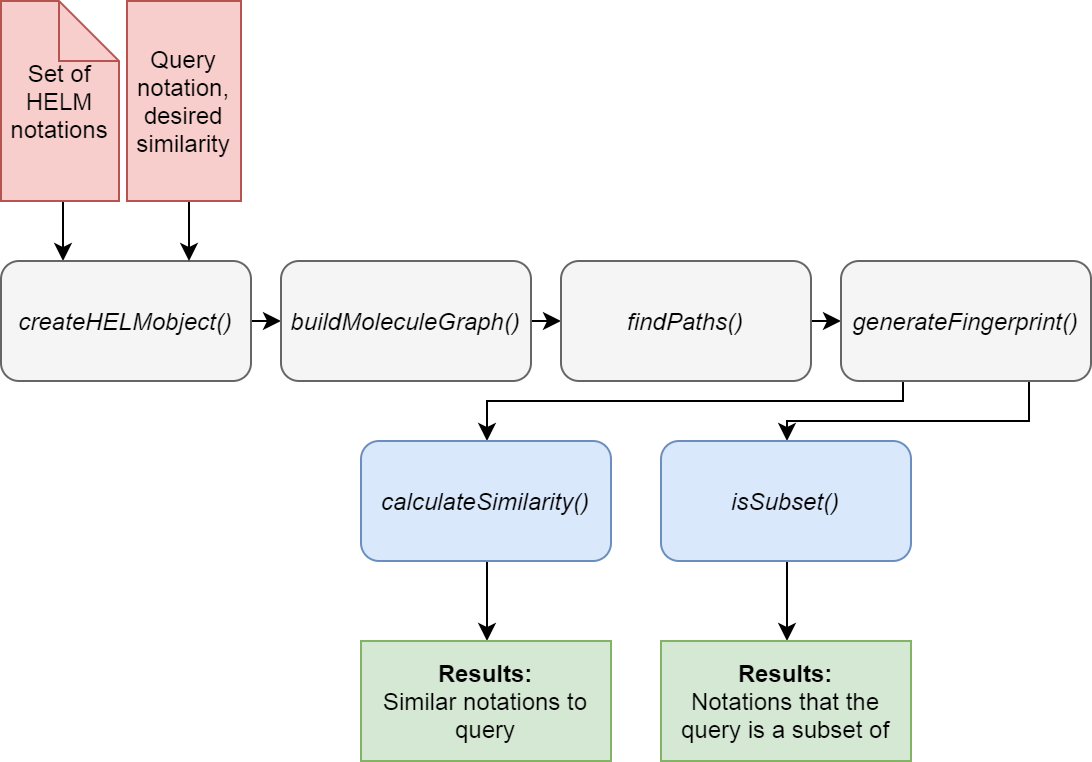 Set of
HELM
notations
Query
notation,
desired
similarity
createHELMobject()
buildMoleculeGraph()
findPaths()
generateFingerprint()
calculateSimilarity()
isSubset()
Results:
Similar notations to
query
Results:
Notations that the
query is a subset of